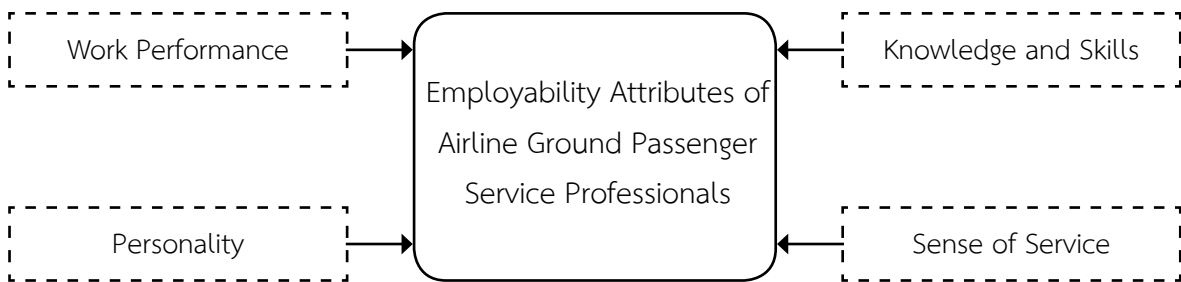 Work Performance
Knowledge and Skills
Employability Attributes of
Airline Ground Passenger
Service Professionals
Personality
Sense of Service